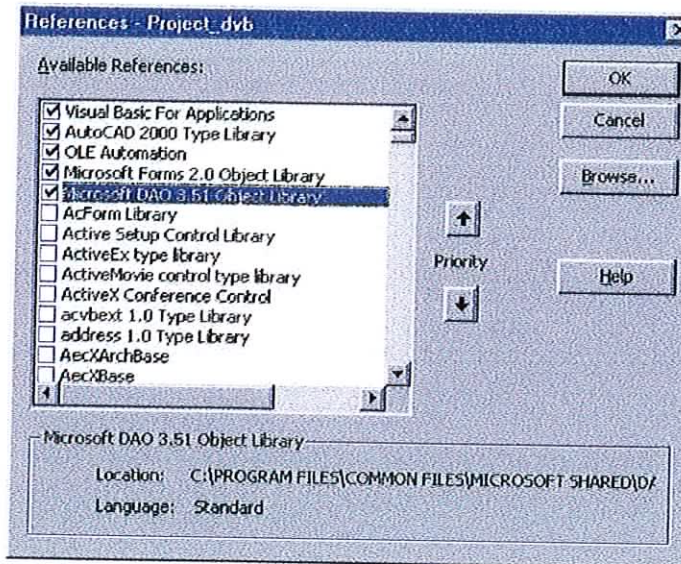 References - Project_dvb
Available References:
Visual Basic For Applications
AutoCAD 2000 Type Library
OLE Automation
Microsoft Forms 2.0 Object Library
Microsoft DAO 3.51 Object Library
AcForm Library
Active Setup Control Library
ActiveEx type library
ActiveMovie control type library
ActiveX Conference Control
acvbext 1.0 Type Library
address 1.0 Type Library
AecXArchBase
AecXBase
OK
Cancel
Browse...
Priority
Help
Microsoft DAO 3.51 Object Library
Location: C:\PROGRAM FILES\COMMON FILES\MICROSOFT SHARED\DA
Language: Standard